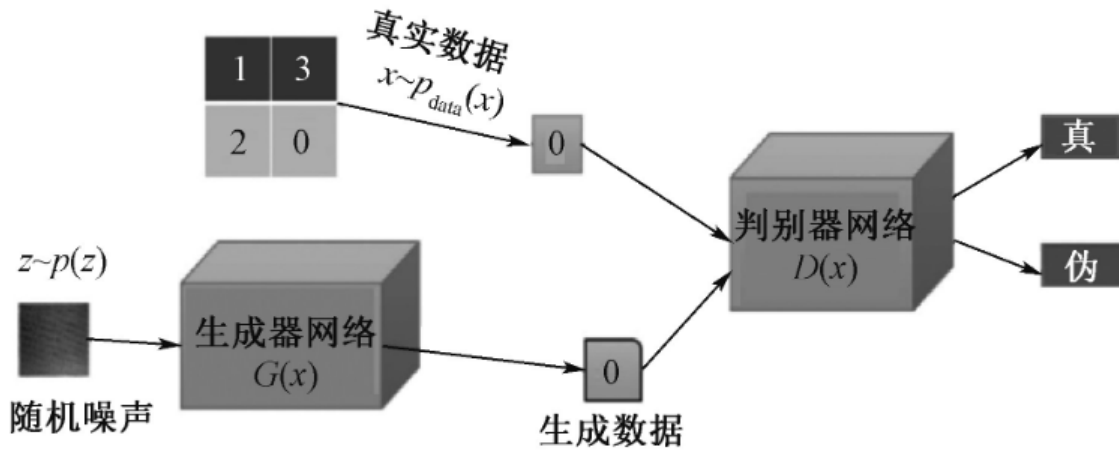 1 3
2 0
真实数据
x~p_data(x)
0
真
判别器网络
D(x)
伪
z~p(z)
生成器网络
G(x)
0
随机噪声
生成数据